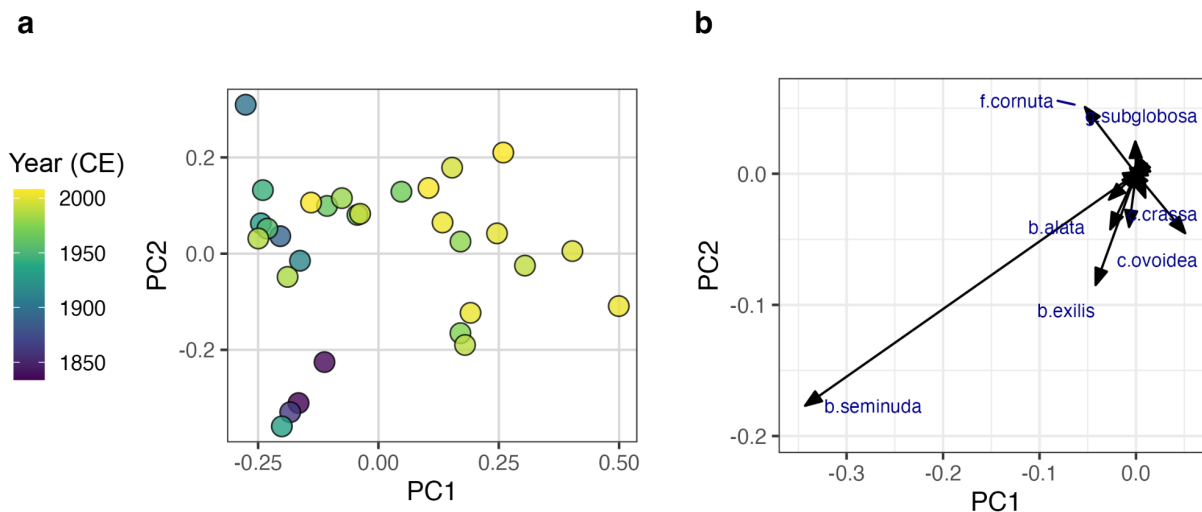 a
Year (CE)
2000
1950
1900
1850
PC2
0.2
0.0
-0.2
-0.25
0.00
0.25
0.50
PC1
b
PC2
0.0
-0.1
-0.2
f.cornuta
subglobosa
crassa
b.alata
c.ovoidea
b.exilis
b.seminuda
-0.3
-0.2
-0.1
0.0
PC1